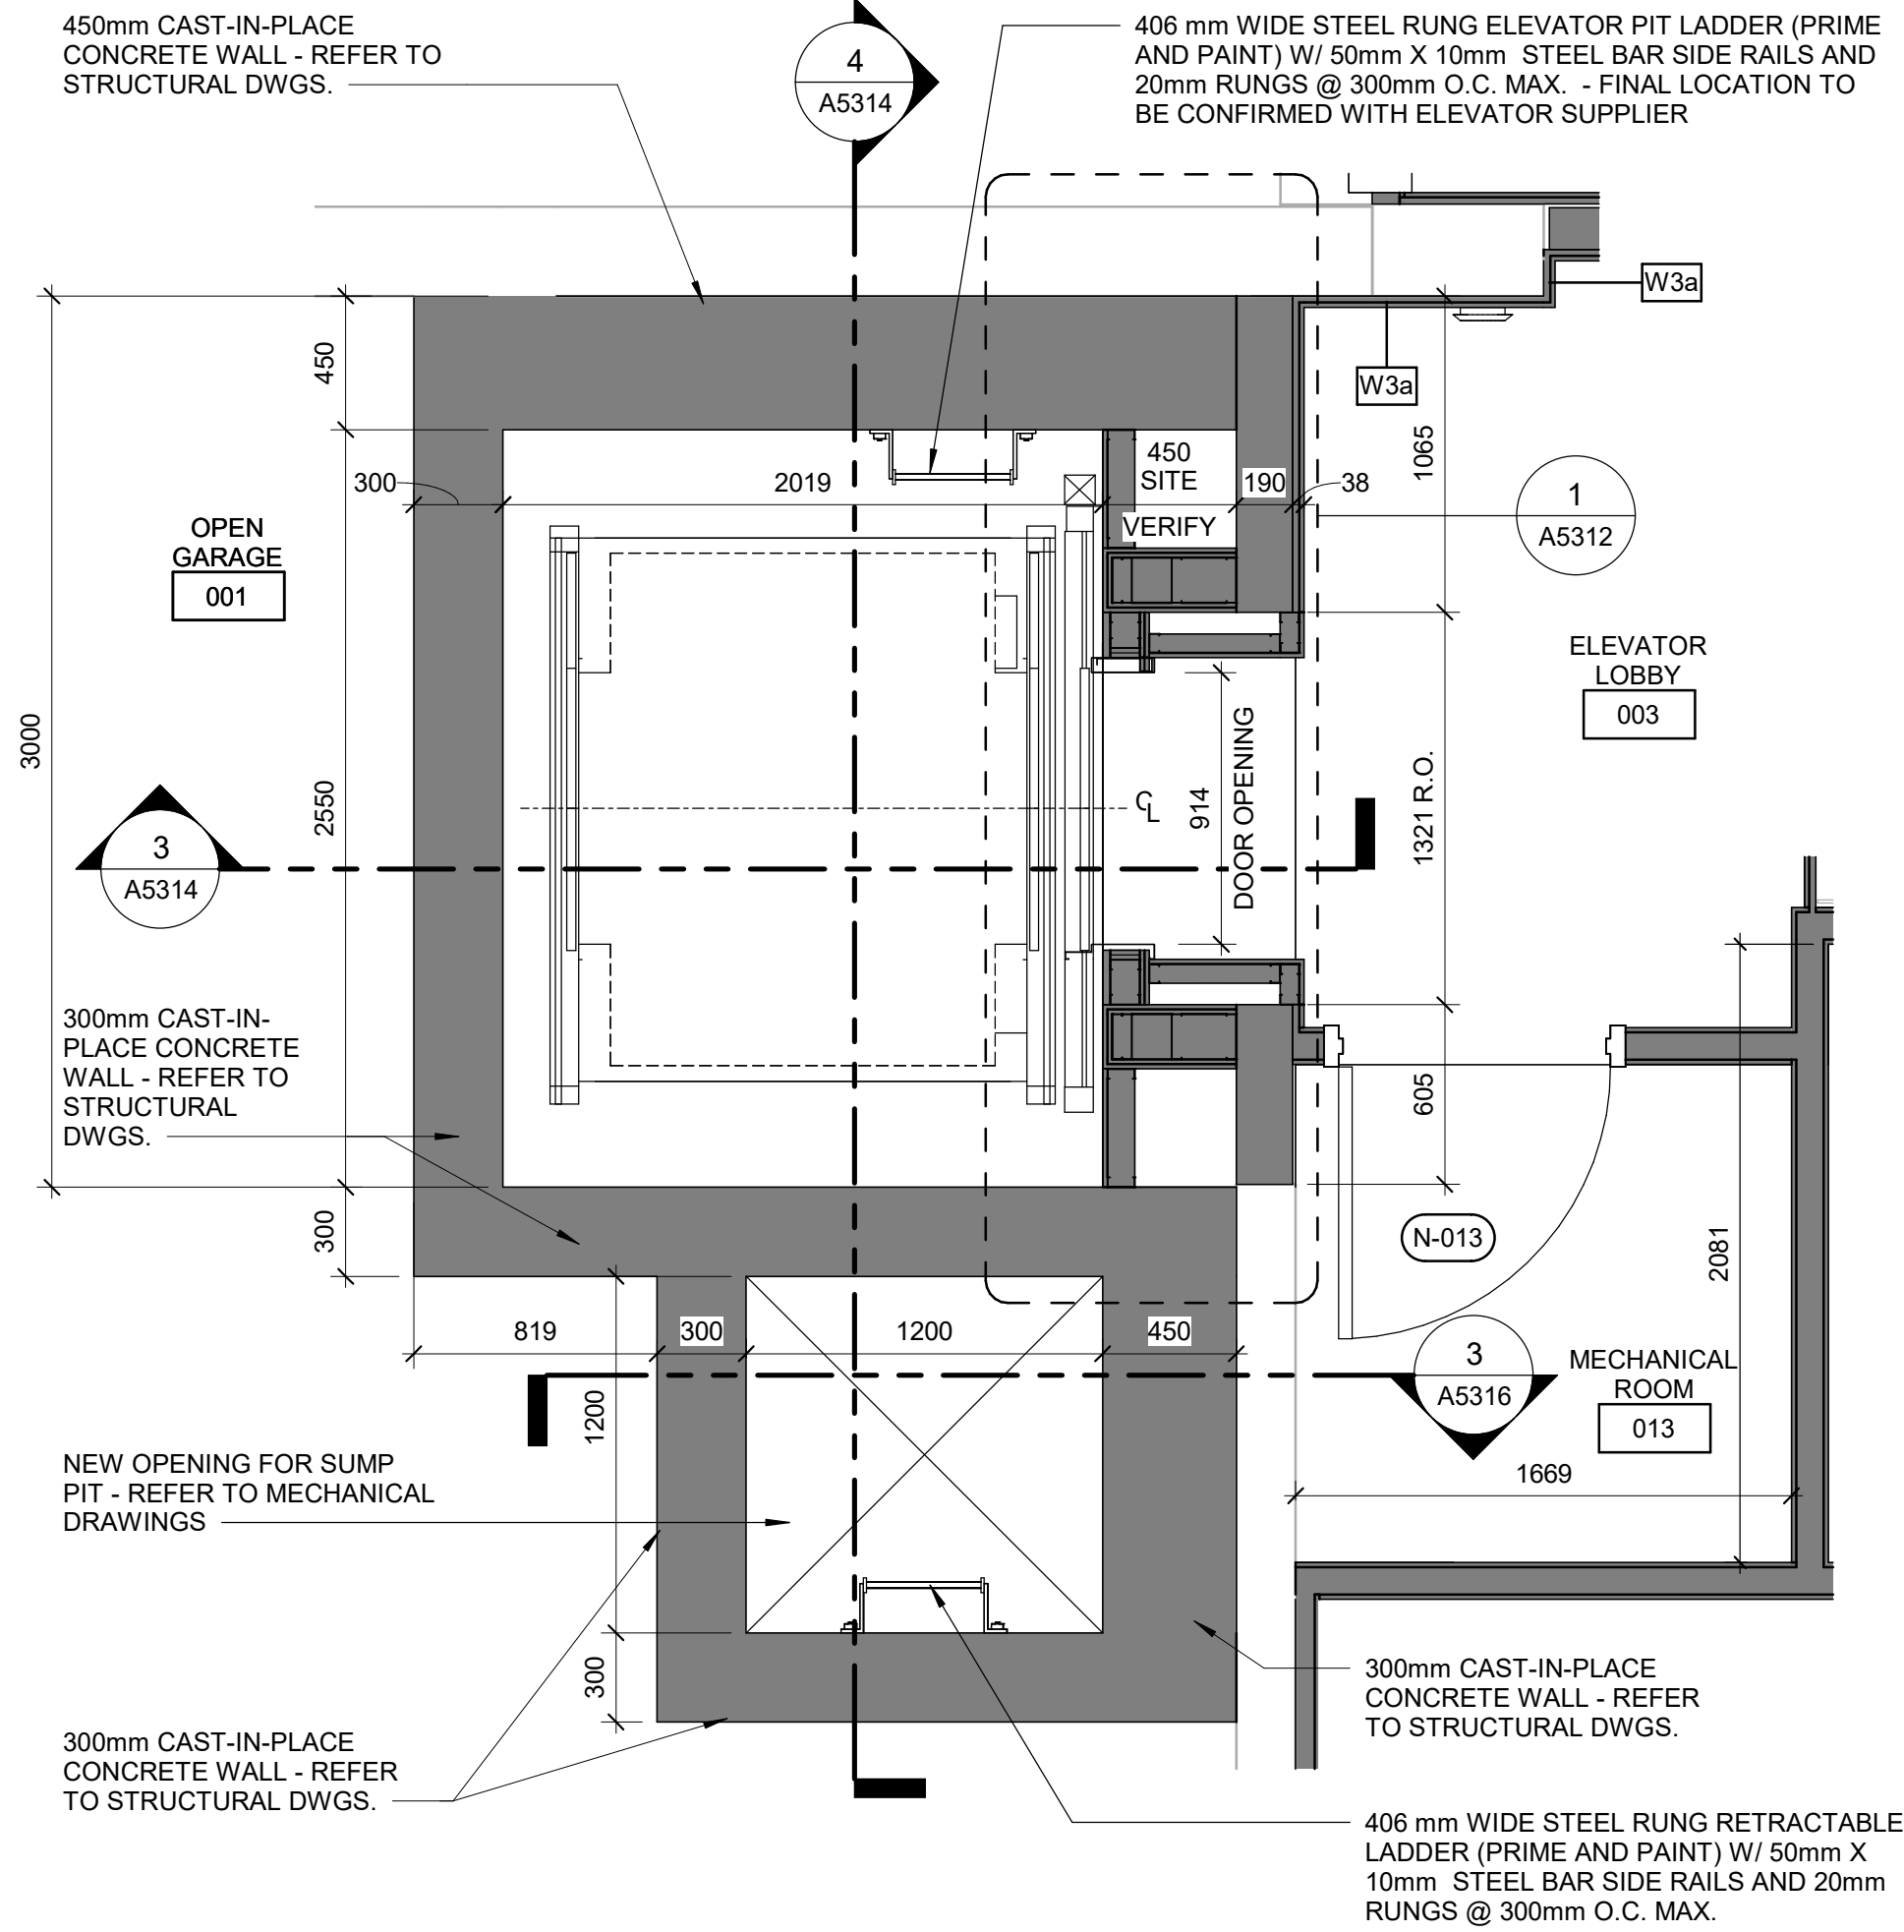 450mm CAST-IN-PLACE
CONCRETE WALL - REFER TO
STRUCTURAL DWGS.
4
A5314
406 mm WIDE STEEL RUNG ELEVATOR PIT LADDER (PRIME
AND PAINT) W/ 50mm X 10mm STEEL BAR SIDE RAILS AND
20mm RUNGS @ 300mm O.C. MAX. - FINAL LOCATION TO
BE CONFIRMED WITH ELEVATOR SUPPLIER
W3a
W3a
450
1065
300
2019
450
SITE
VERIFY
190
38
1
A5312
OPEN
GARAGE
001
ELEVATOR
LOBBY
003
3000
2550
CL
914
DOOR OPENING
1321 R.O.
3
A5314
300mm CAST-IN-
PLACE CONCRETE
WALL - REFER TO
STRUCTURAL
DWGS.
605
300
N-013
2081
819
300
1200
450
1200
3
A5316
MECHANICAL
ROOM
013
1669
NEW OPENING FOR SUMP
PIT - REFER TO MECHANICAL
DRAWINGS
300
300mm CAST-IN-PLACE
CONCRETE WALL - REFER
TO STRUCTURAL DWGS.
300mm CAST-IN-PLACE
CONCRETE WALL - REFER
TO STRUCTURAL DWGS.
406 mm WIDE STEEL RUNG RETRACTABLE
LADDER (PRIME AND PAINT) W/ 50mm X
10mm STEEL BAR SIDE RAILS AND 20mm
RUNGS @ 300mm O.C. MAX.